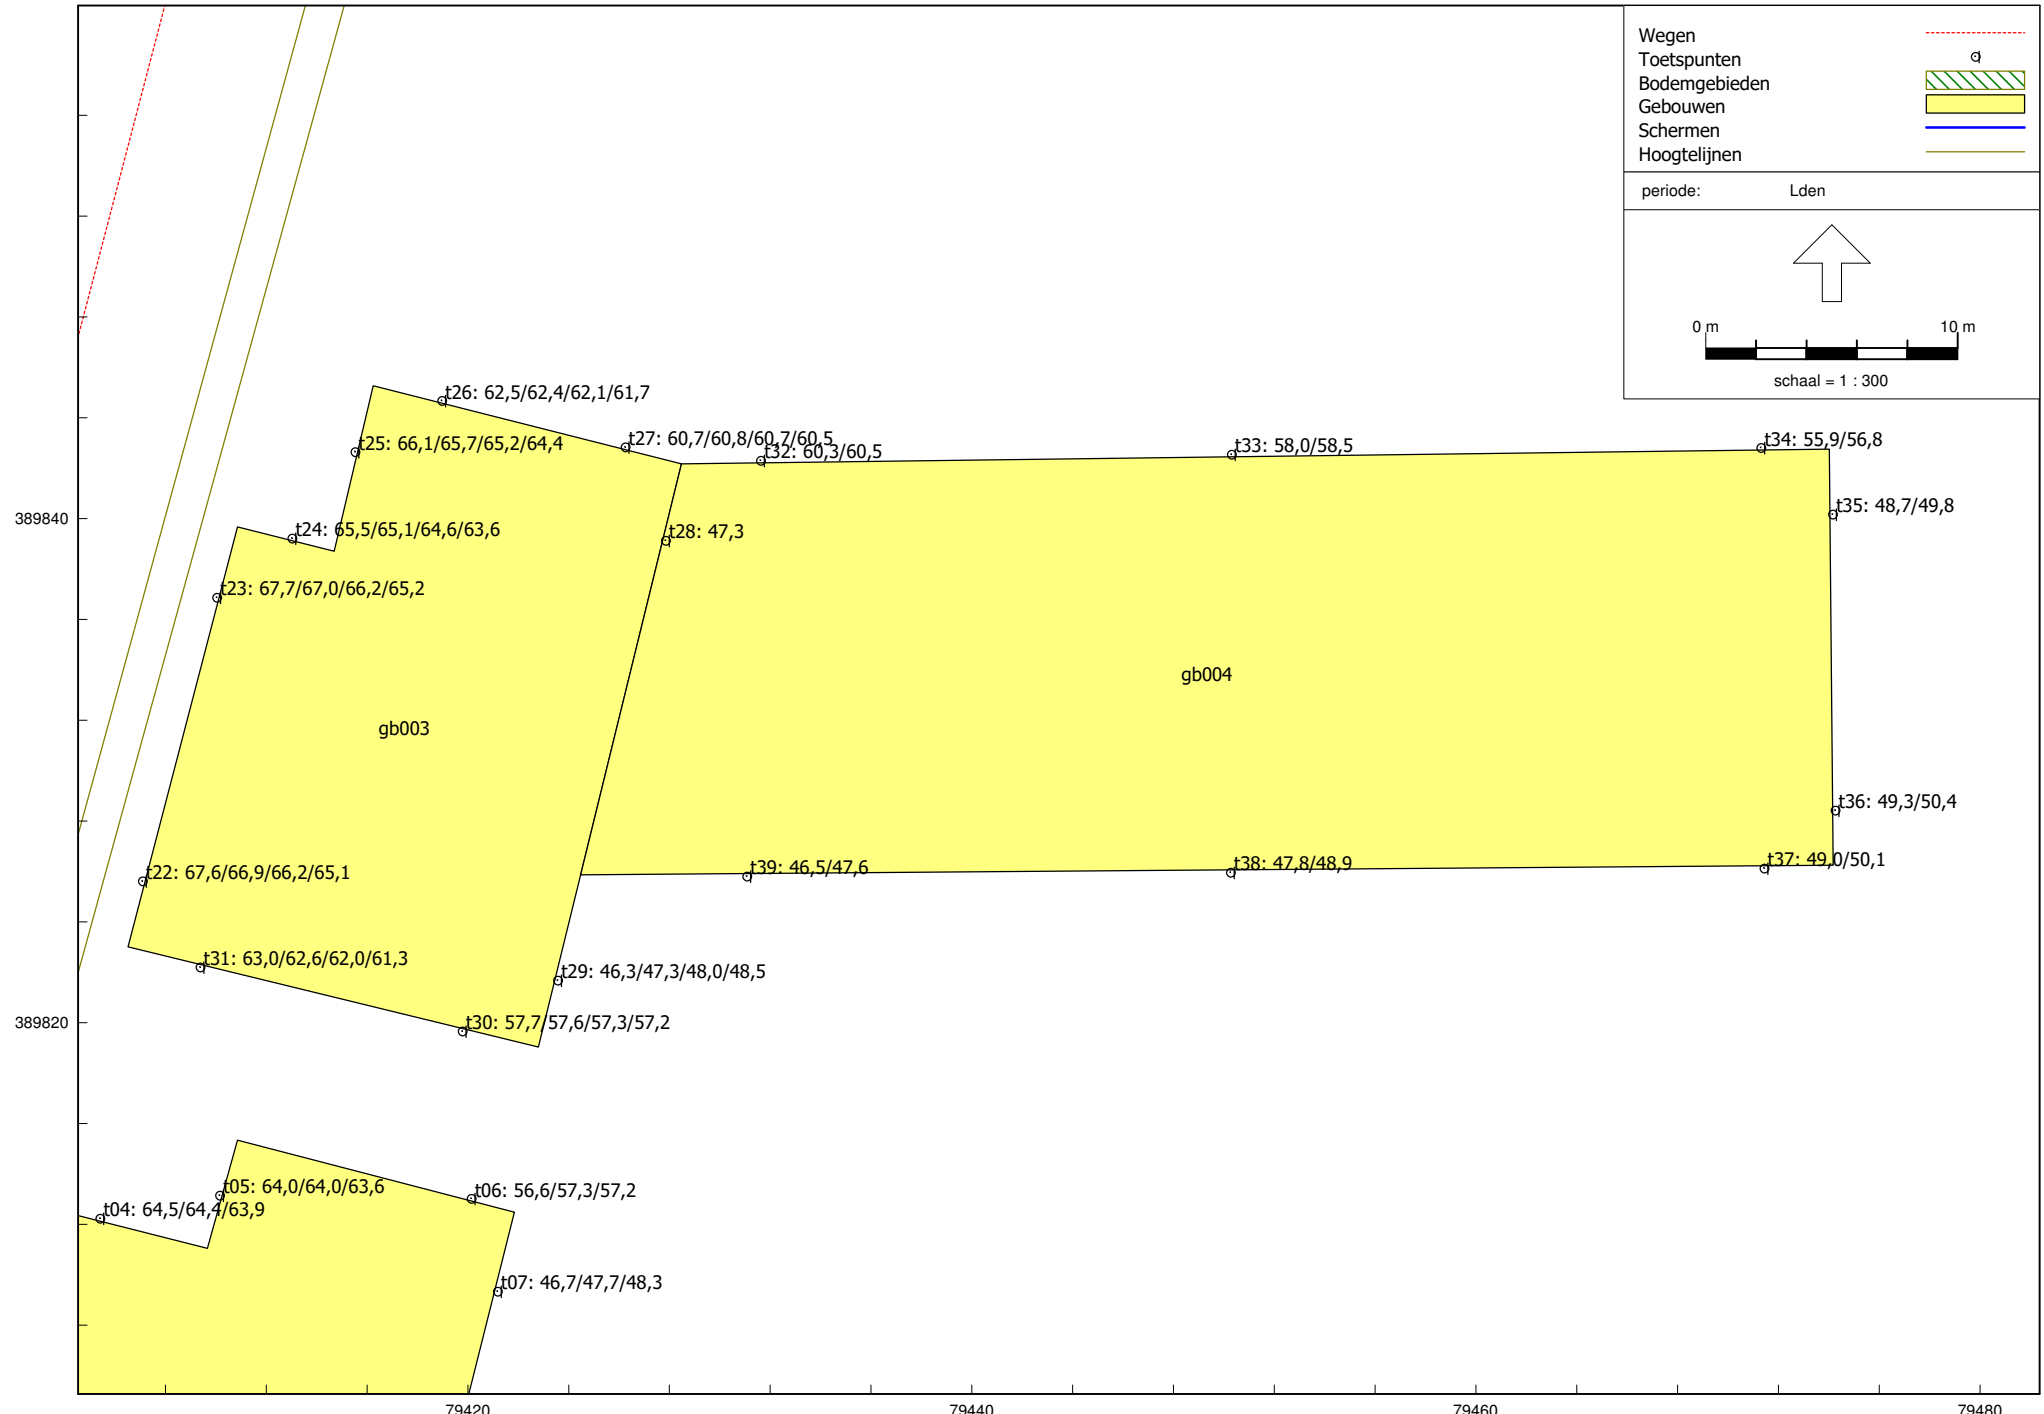 Wegen
Toetspunten
Bodemgebieden
Gebouwen
Schermen
Hoogtelijnen
periode: Lden
0 m 10 m
schaal = 1 : 300
t26: 62,5/62,4/62,1/61,7
t25: 66,1/65,7/65,2/64,4
t27: 60,7/60,8/60,7/60,5
t32: 60,3/60,5
t33: 58,0/58,5
t34: 55,9/56,8
t35: 48,7/49,8
389840
t24: 65,5/65,1/64,6/63,6
t28: 47,3
t23: 67,7/67,0/66,2/65,2
gb004
gb003
t36: 49,3/50,4
t22: 67,6/66,9/66,2/65,1
t39: 46,5/47,6
t38: 47,8/48,9
t37: 49,0/50,1
t31: 63,0/62,6/62,0/61,3
t29: 46,3/47,3/48,0/48,5
389820
t30: 57,7/57,6/57,3/57,2
t05: 64,0/64,0/63,6
t06: 56,6/57,3/57,2
t04: 64,5/64,4/63,9
t07: 46,7/47,7/48,3
79420 79440 79460 79480